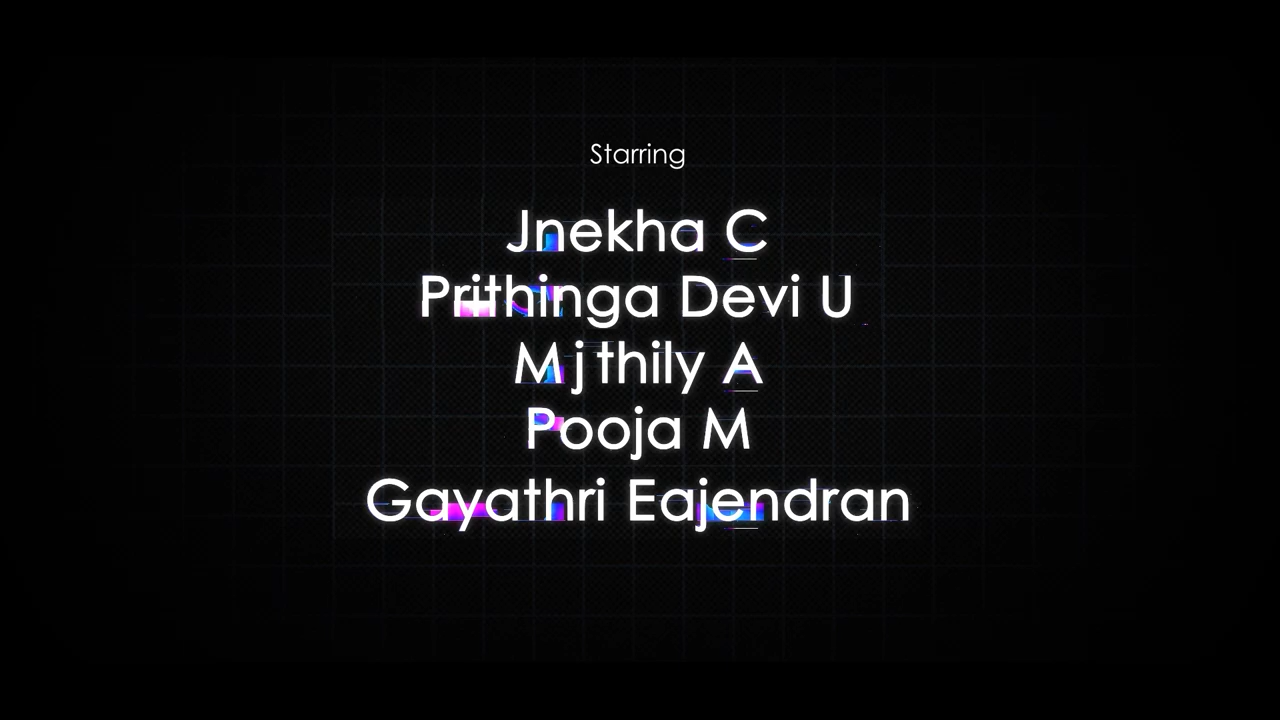 Starring
Jnekha C
Prithinga Devi U
Mjthily A
Pooja M
Gayathri Eajendran